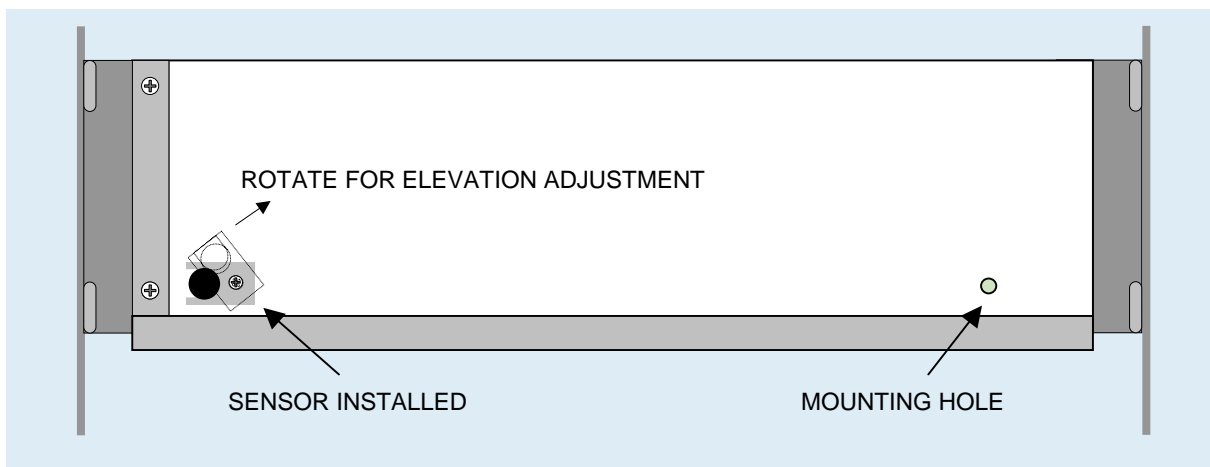 ROTATE FOR ELEVATION ADJUSTMENT
SENSOR INSTALLED
MOUNTING HOLE